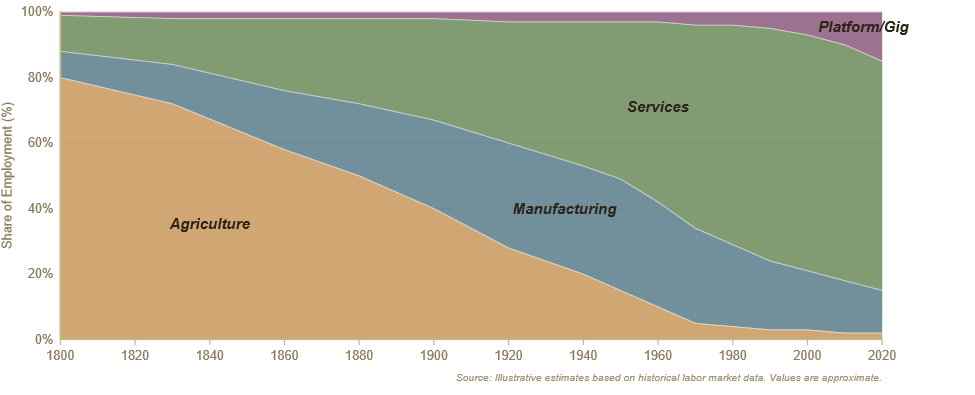 100%
Platform/Gig
80%
Services
60%
Share of Employment (%)
40%
Manufacturing
Agriculture
20%
0%
1800 1820 1840 1860 1880 1900 1920 1940 1960 1980 2000 2020
Source: Illustrative estimates based on historical labor market data. Values are approximate.